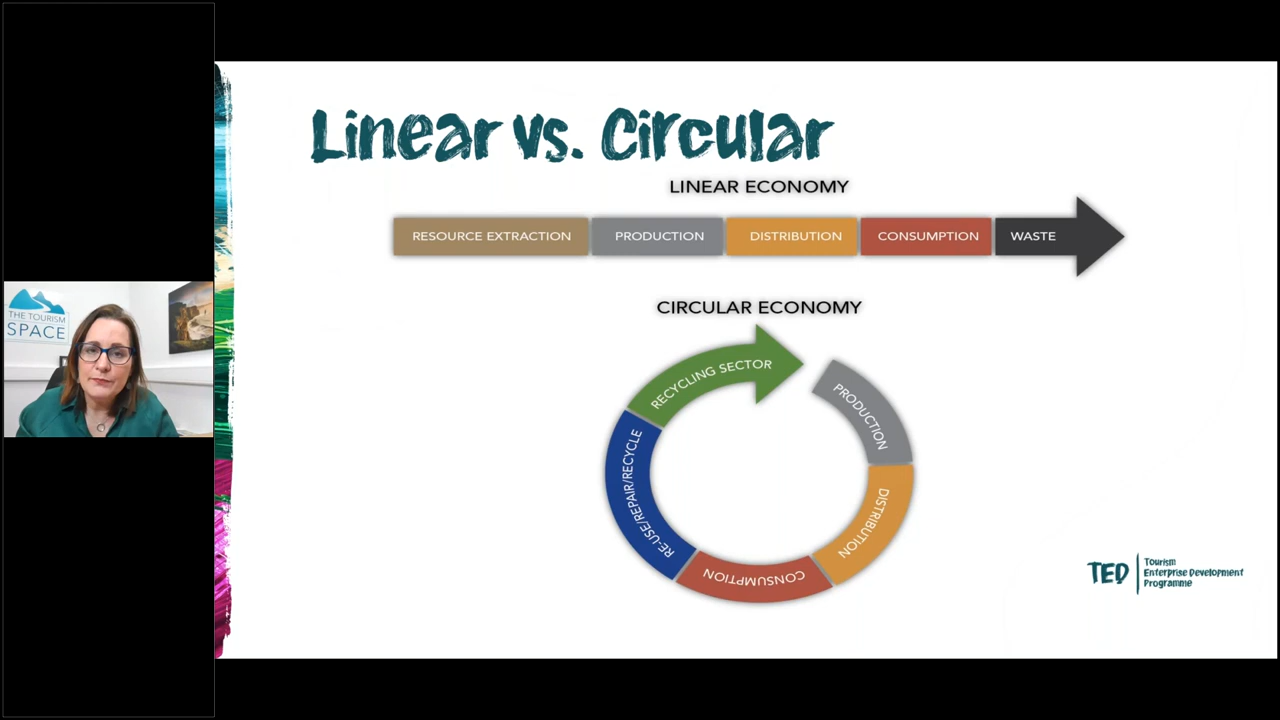 Linear vs. Circular
LINEAR ECONOMY
RESOURCE EXTRACTION
PRODUCTION
DISTRIBUTION
CONSUMPTION
WASTE
CIRCULAR ECONOMY
RECYCLING SECTOR
PRODUCTION
DISTRIBUTION
CONSUMPTION
RE-USE/REPAIR/RECYCLE
THE TOURISM
SPACE
TED
Tourism
Enterprise Development
Programme